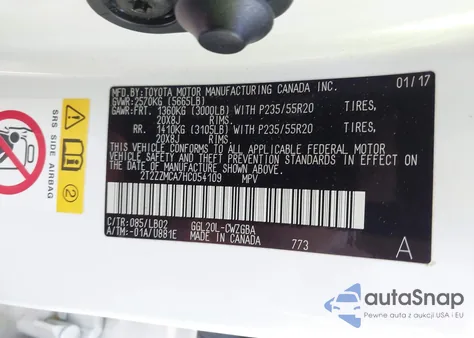 MFD.BY:TOYOTA MOTOR MANUFACTURING CANADA INC. 01/17
GVWR:2570KG (5665LB)
GAWR:FRT. 1360KG (3000LB) WITH P235/55R20 TIRES,
20X8J RIMS.
RR. 1410KG (3105LB) WITH P235/55R20 TIRES,
20X8J RIMS.
THIS VEHICLE CONFORMS TO ALL APPLICABLE FEDERAL MOTOR
VEHICLE SAFETY AND THEFT PREVENTION STANDARDS IN EFFECT ON
THE DATE OF MANUFACTURE SHOWN ABOVE.
2T2ZZMCA7HC054109 MPV
C/TR:085/LB02 GGL20L-CWZGBA
A/TM:-01A/U881E MADE IN CANADA 773 A
SRS SIDE AIRBAG
autoSnap
Pewne auta z aukcji USA i EU